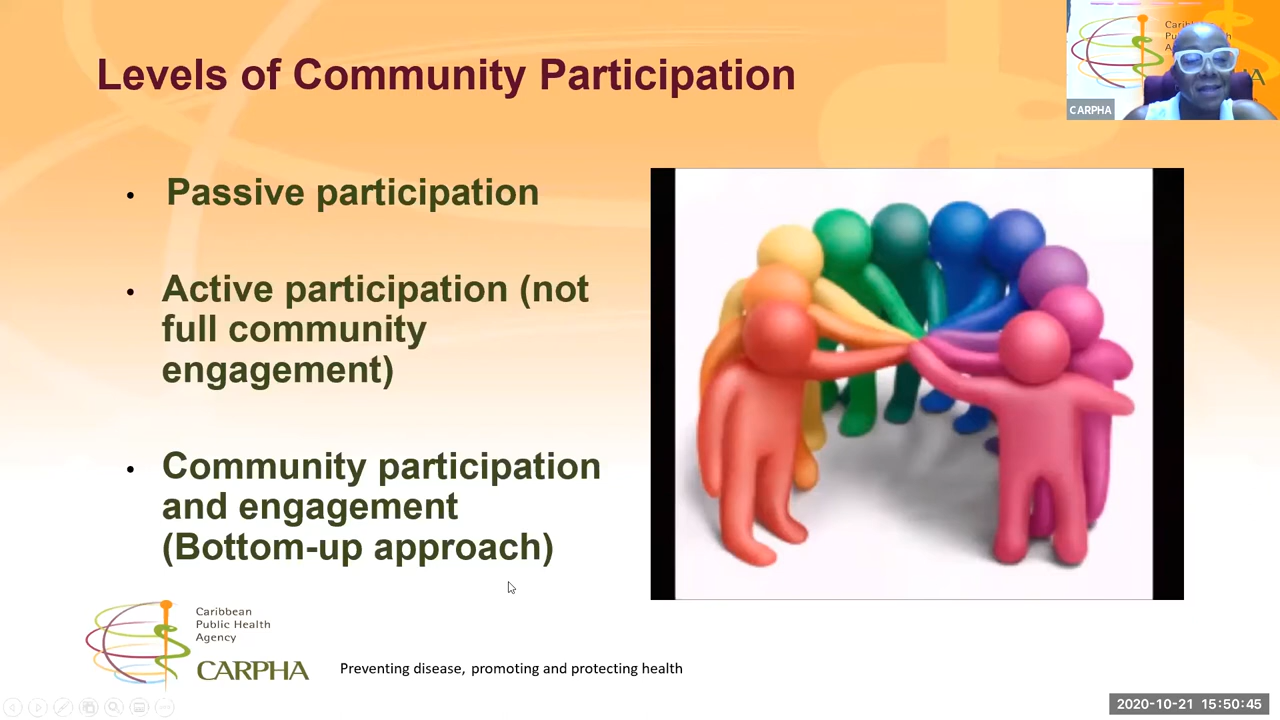 Levels of Community Participation
CARPHA
• Passive participation
• Active participation (not
full community
engagement)
• Community participation
and engagement
(Bottom-up approach)
Caribbean
Public Health
Agency
CARPHA
Preventing disease, promoting and protecting health
2020-10-21 15:50:45